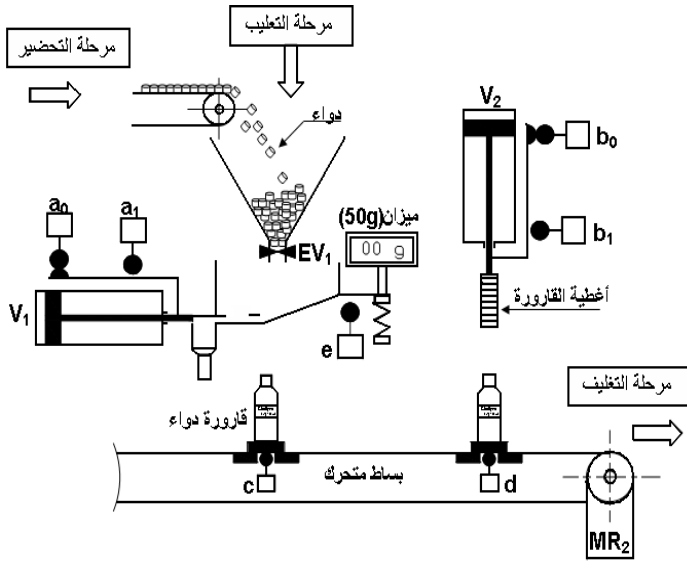 مرحلة التعليب
مرحلة التحضير
دواء
V2
b0
b1
a0
a1
ميزان(50g)
00 g
EV1
V1
e
أغطية القارورة
مرحلة التغليف
قارورة دواء
c
بساط متحرك
d
MR2